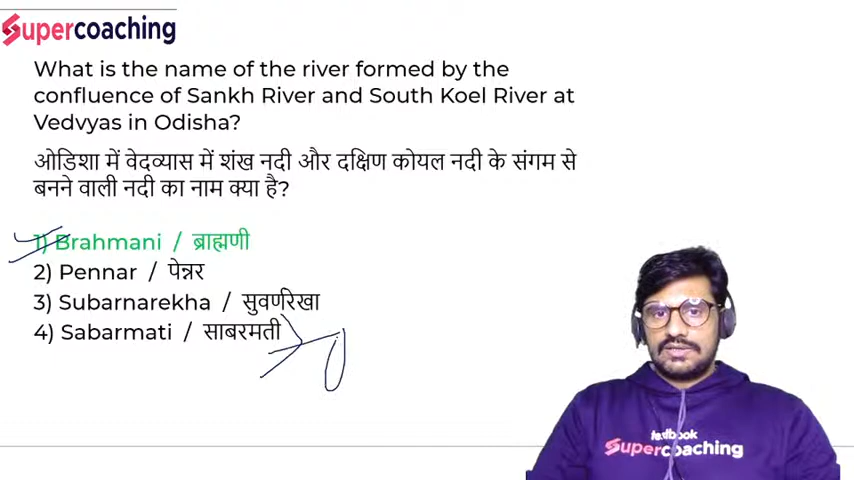 Supercoaching
What is the name of the river formed by the
confluence of Sankh River and South Koel River at
Vedvyas in Odisha?
ओडिशा में वेदव्यास में शंख नदी और दक्षिण कोयल नदी के संगम से
बनने वाली नदी का नाम क्या है?
1) Brahmani / ब्राह्मणी
2) Pennar / पेन्नर
3) Subarnarekha / सुवर्णरेखा
4) Sabarmati / साबरमती
testbook
Supercoaching